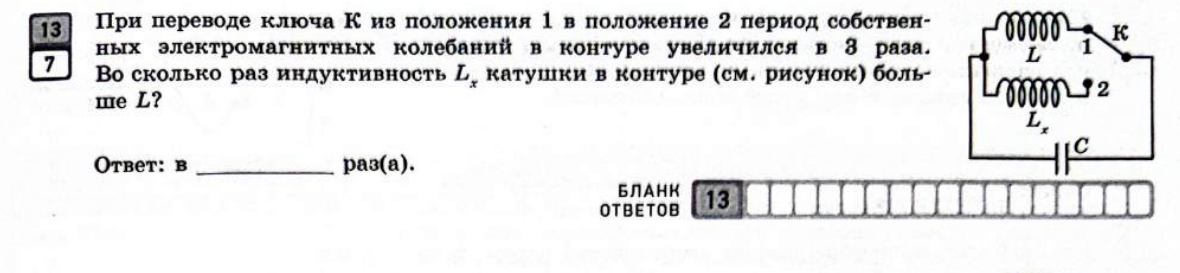 13
7
При переводе ключа К из положения 1 в положение 2 период собствен-
ных электромагнитных колебаний в контуре увеличился в 3 раза.
Во сколько раз индуктивность Lx катушки в контуре (см. рисунок) боль-
ше L?
L
1
К
2
Lx
C
Ответ: в ____________ раз(а).
БЛАНК
ОТВЕТОВ
13